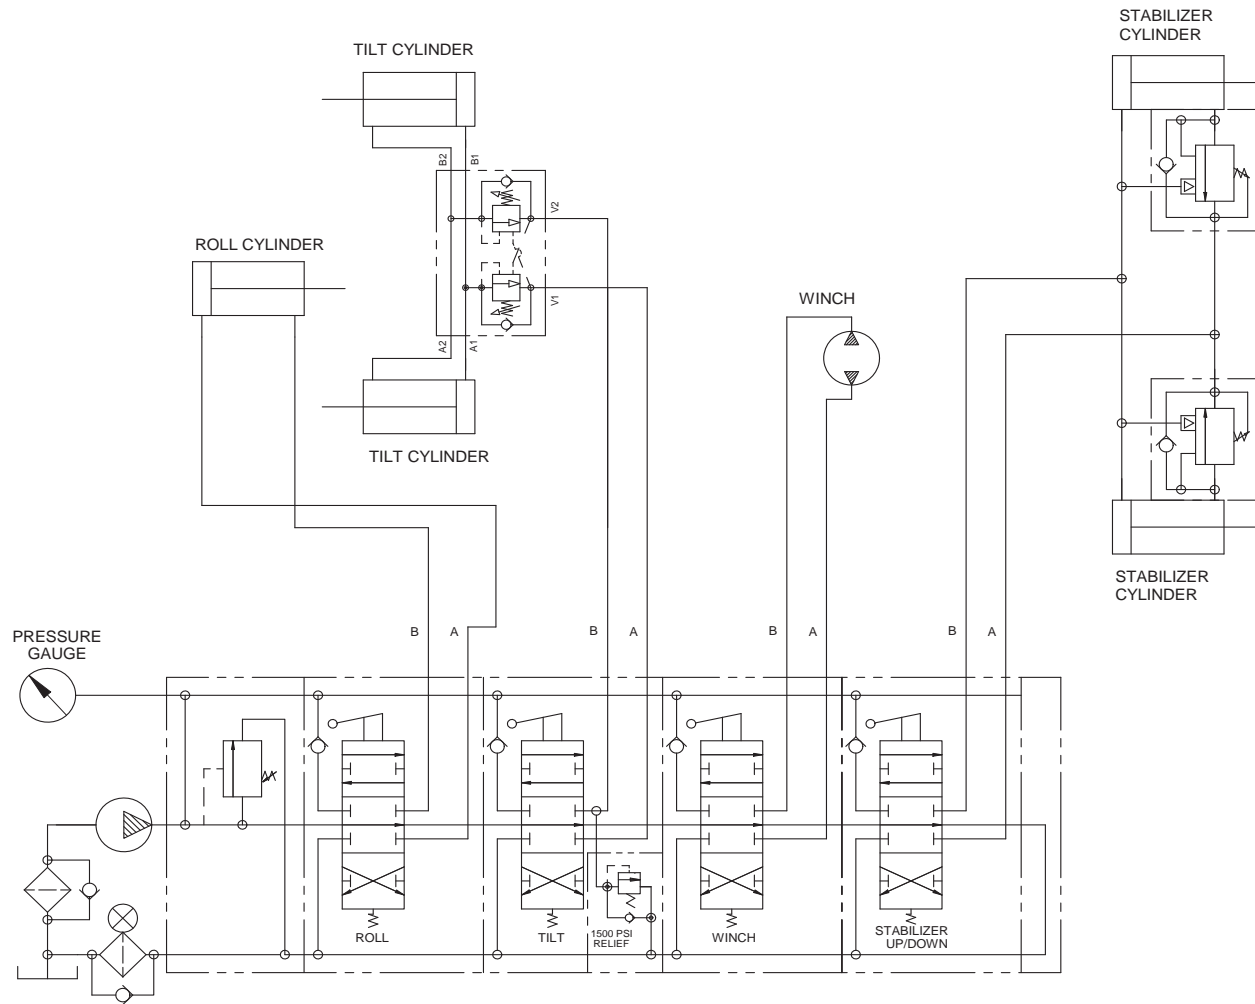 STABILIZER
CYLINDER
TILT CYLINDER
B2
B1
V2
ROLL CYLINDER
WINCH
V1
A2
A1
TILT CYLINDER
STABILIZER
CYLINDER
PRESSURE
GAUGE
B
A
B
A
B
A
B
A
ROLL
TILT
1500 PSI
RELIEF
WINCH
STABILIZER
UP/DOWN